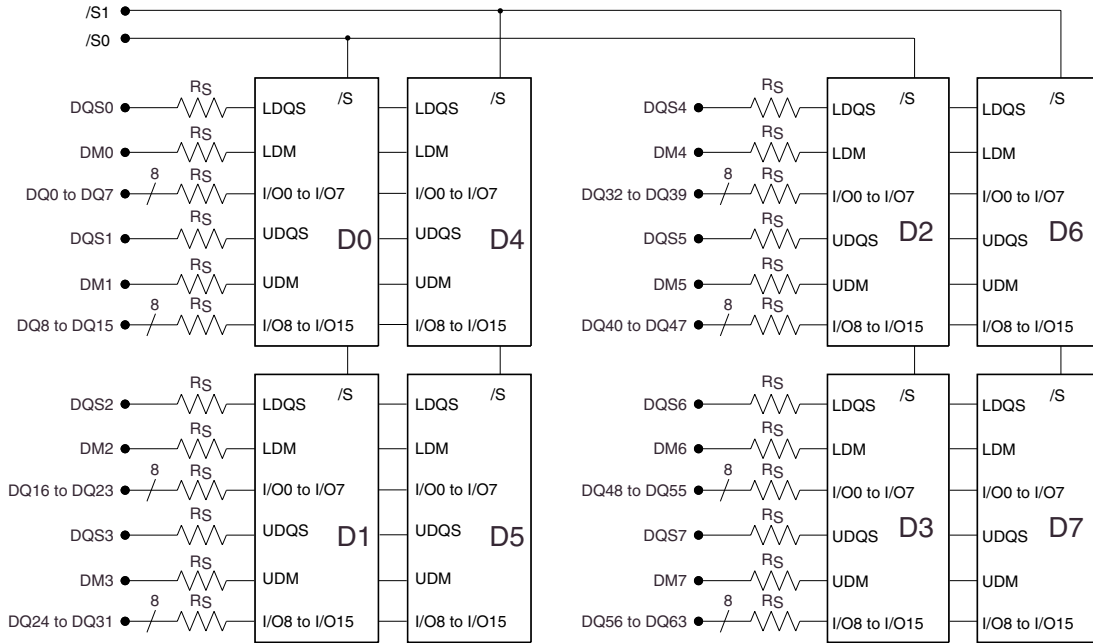 /S1
/S0
RS /S /S RS /S /S
DQS0 LDQS LDQS DQS4 LDQS LDQS
RS RS
DM0 LDM LDM DM4 LDM LDM
8 RS 8 RS
DQ0 to DQ7 I/O0 to I/O7 I/O0 to I/O7 DQ32 to DQ39 I/O0 to I/O7 I/O0 to I/O7
RS RS
DQS1 UDQS D0 UDQS D4 DQS5 UDQS D2 UDQS D6
RS RS
DM1 UDM UDM DM5 UDM UDM
8 RS 8 RS
DQ8 to DQ15 I/O8 to I/O15 I/O8 to I/O15 DQ40 to DQ47 I/O8 to I/O15 I/O8 to I/O15
RS /S /S RS /S /S
DQS2 LDQS LDQS DQS6 LDQS LDQS
RS RS
DM2 LDM LDM DM6 LDM LDM
8 RS 8 RS
DQ16 to DQ23 I/O0 to I/O7 I/O0 to I/O7 DQ48 to DQ55 I/O0 to I/O7 I/O0 to I/O7
RS RS
DQS3 UDQS D1 UDQS D5 DQS7 UDQS D3 UDQS D7
RS RS
DM3 UDM UDM DM7 UDM UDM
8 RS 8 RS
DQ24 to DQ31 I/O8 to I/O15 I/O8 to I/O15 DQ56 to DQ63 I/O8 to I/O15 I/O8 to I/O15